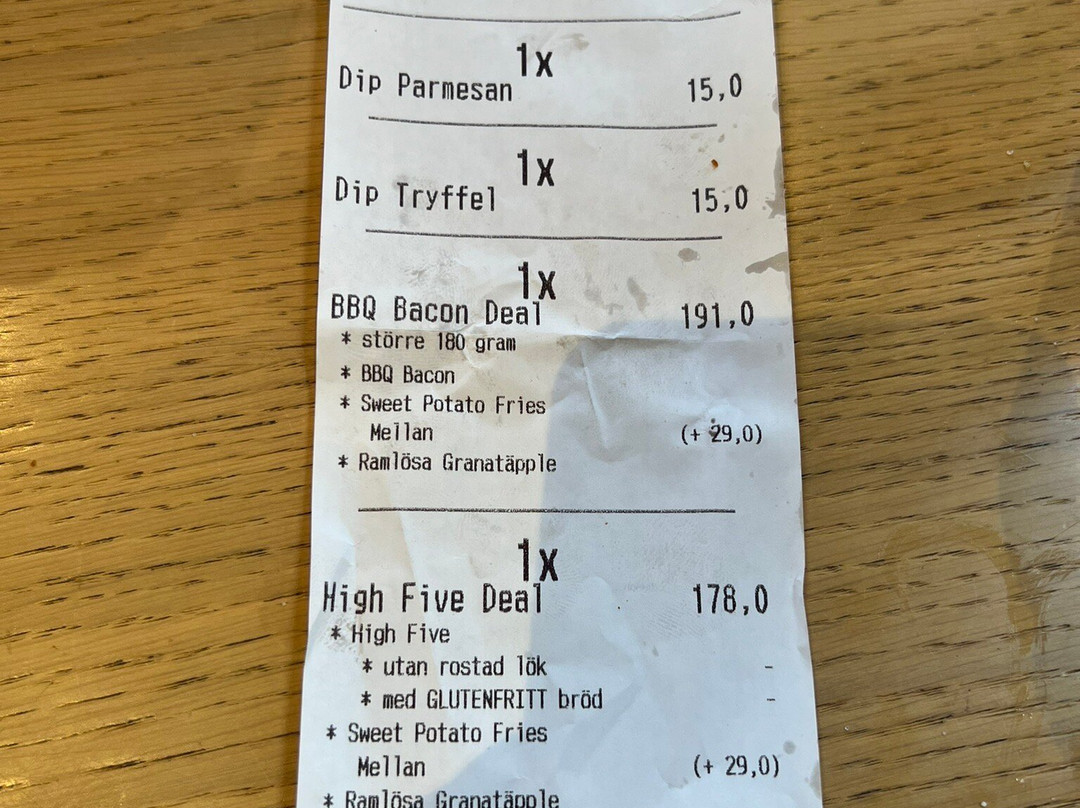 1x
Dip Parmesan 15,0
1x
Dip Tryffel 15,0
1x
BBQ Bacon Deal 191,0
* större 180 gram
* BBQ Bacon
* Sweet Potato Fries
Mellan (+ 29,0)
* Ramlösa Granatäpple
1x
High Five Deal 178,0
* High Five
* utan rostad lök -
* med GLUTENFRITT bröd -
* Sweet Potato Fries
Mellan (+ 29,0)
* Ramlösa Granatäpple